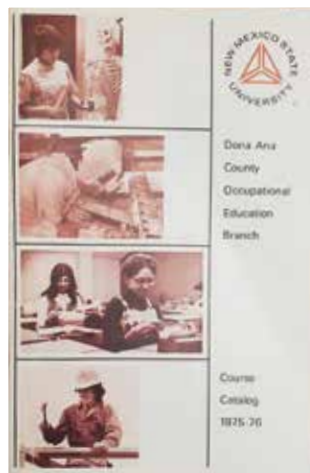 NEW MEXICO STATE UNIVERSITY
Dona Ana
County
Occupational
Education
Branch
Course
Catalog
1975-76